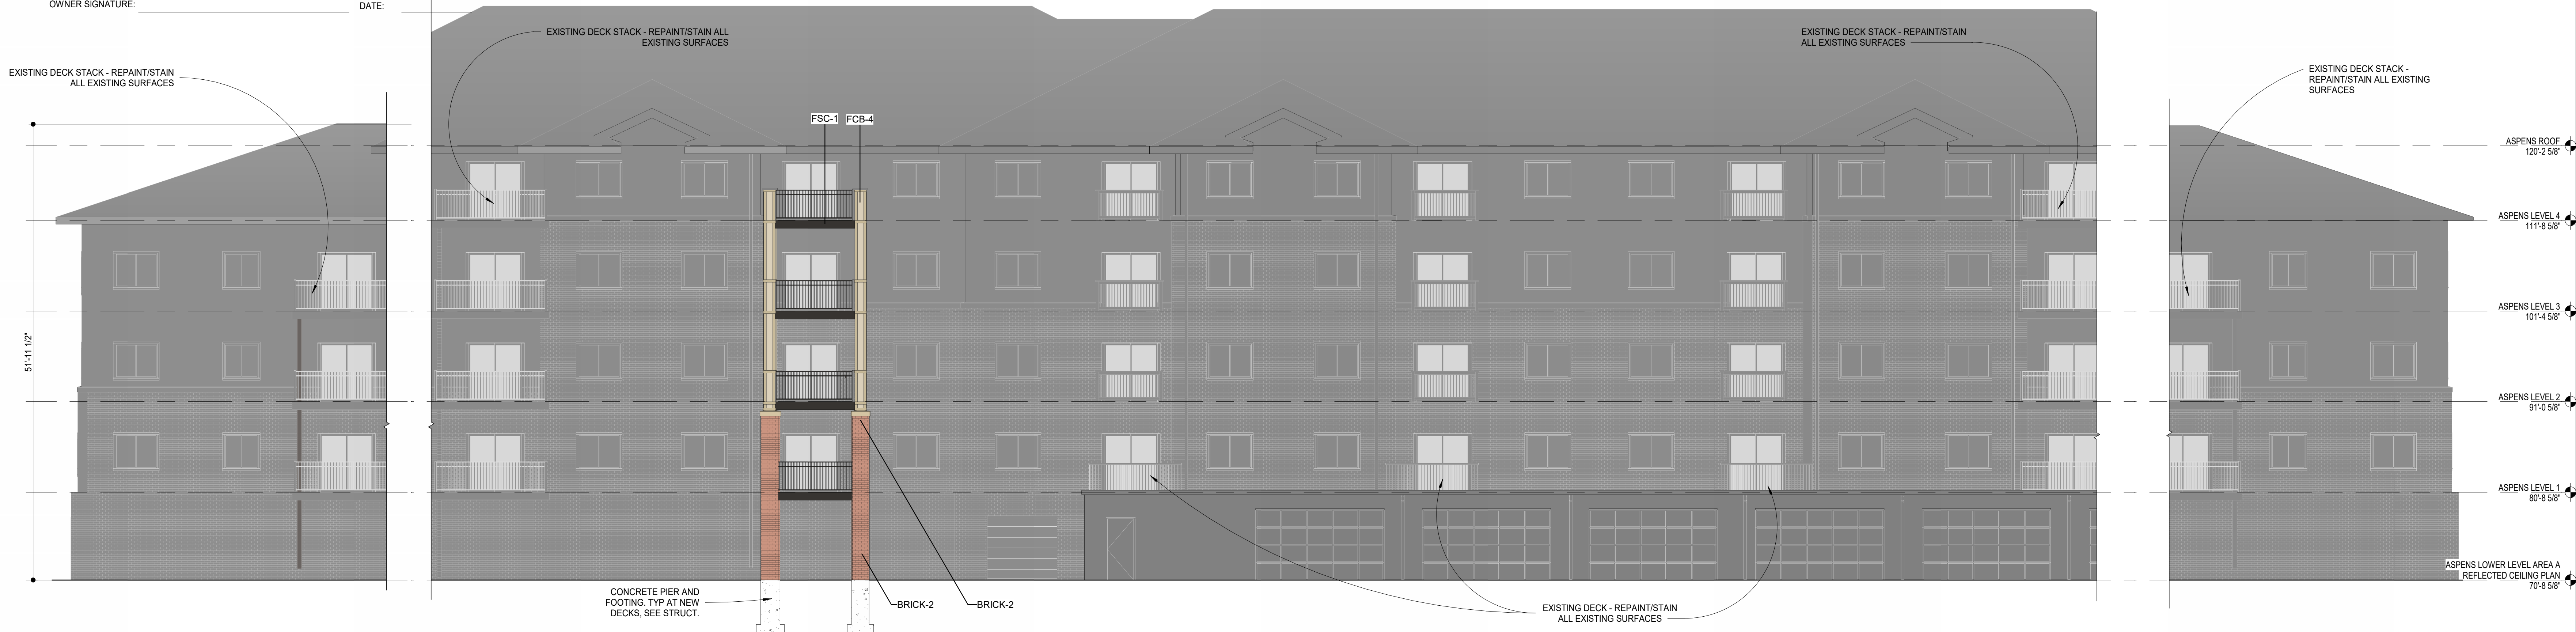 OWNER SIGNATURE:
DATE:
EXISTING DECK STACK - REPAINT/STAIN ALL
EXISTING SURFACES
EXISTING DECK STACK - REPAINT/STAIN
ALL EXISTING SURFACES
EXISTING DECK STACK - REPAINT/STAIN
ALL EXISTING SURFACES
EXISTING DECK STACK -
REPAINT/STAIN ALL EXISTING
SURFACES
FSC-1
FCB-4
ASPENS ROOF
120'-2 5/8"
ASPENS LEVEL 4
111'-8 5/8"
ASPENS LEVEL 3
101'-4 5/8"
51'-11 1/2"
ASPENS LEVEL 2
91'-0 5/8"
ASPENS LEVEL 1
80'-8 5/8"
ASPENS LOWER LEVEL AREA A
REFLECTED CEILING PLAN
70'-8 5/8"
CONCRETE PIER AND
FOOTING. TYP AT NEW
DECKS, SEE STRUCT.
BRICK-2
BRICK-2
EXISTING DECK - REPAINT/STAIN
ALL EXISTING SURFACES